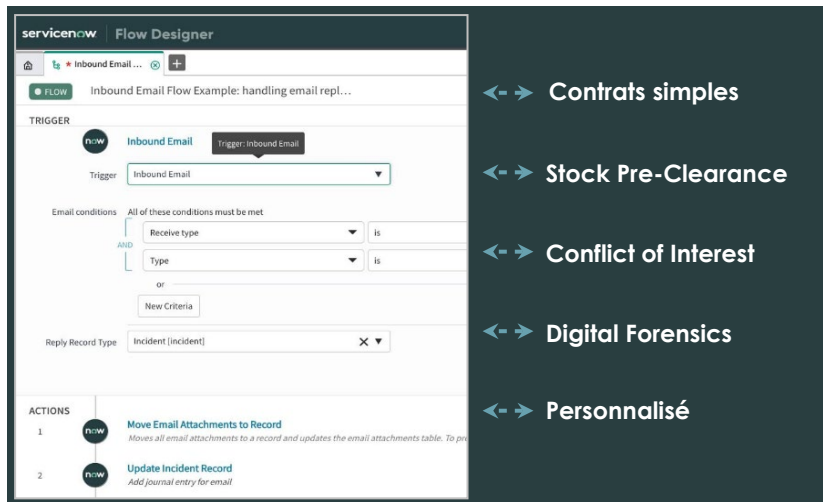 servicenow Flow Designer
* Inbound Email ...
FLOW Inbound Email Flow Example: handling email repl...
TRIGGER
now Inbound Email
Trigger: Inbound Email
Trigger Inbound Email
Email conditions All of these conditions must be met
Receive type is
AND
Type is
or
New Criteria
Reply Record Type Incident [incident]
ACTIONS
1 now Move Email Attachments to Record
Moves all email attachments to a record and updates the email attachments table. To pre
2 now Update Incident Record
Add journal entry for email
Contrats simples
Stock Pre-Clearance
Conflict of Interest
Digital Forensics
Personnalisé